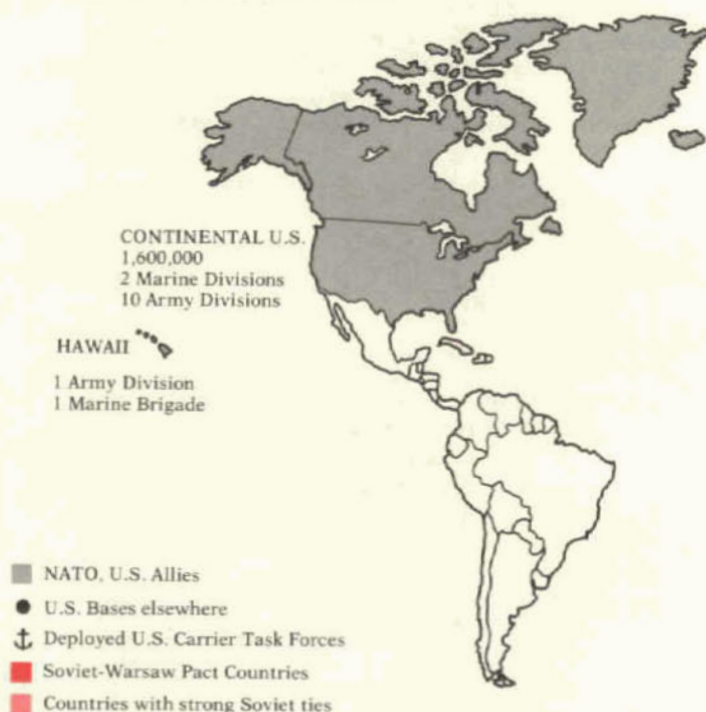 CONTINENTAL U.S.
1,600,000
2 Marine Divisions
10 Army Divisions
HAWAII
1 Army Division
1 Marine Brigade
NATO, U.S. Allies
U.S. Bases elsewhere
Deployed U.S. Carrier Task Forces
Soviet-Warsaw Pact Countries
Countries with strong Soviet ties